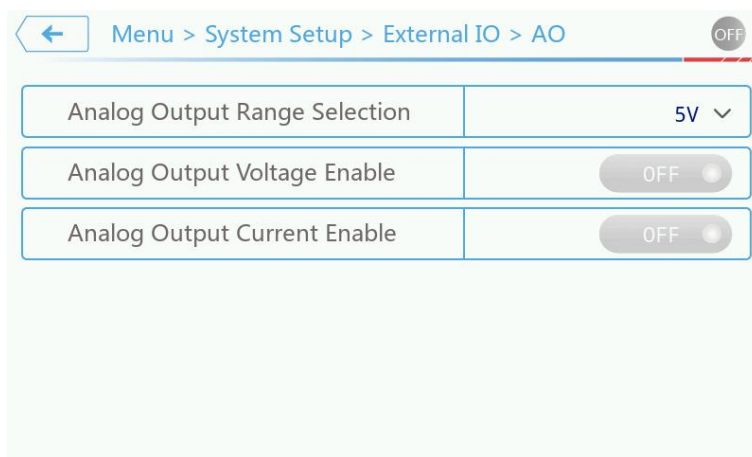 Menu > System Setup > External IO > AO OFF
Analog Output Range Selection 5V
Analog Output Voltage Enable OFF
Analog Output Current Enable OFF